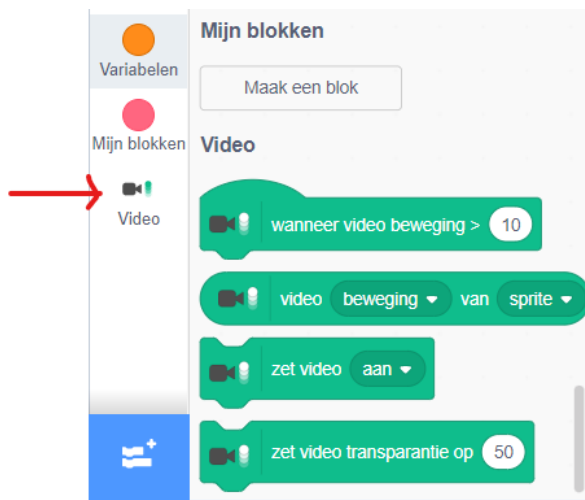 Variabelen
Mijn blokken
Video
Mijn blokken
Maak een blok
Video
wanneer video beweging > 10
video beweging van sprite
zet video aan
zet video transparantie op 50